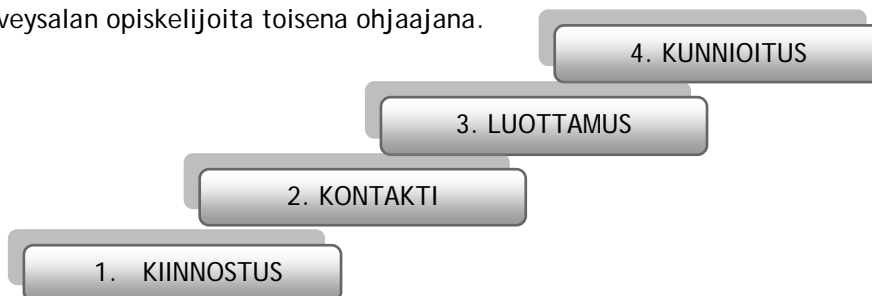 veysalan opiskelijoita toisena ohjaajana.
4. KUNNIOITUS
3. LUOTTAMUS
2. KONTAKTI
1. KIINNOSTUS